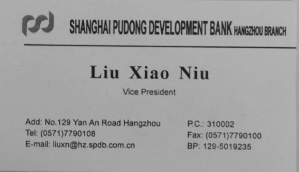 SHANGHAI PUDONG DEVELOPMENT BANK HANGZHOU BRANCH
Liu Xiao Niu
Vice President
Add: No.129 Yan An Road Hangzhou
P.C.: 310002
Tel: (0571)7790108
Fax: (0571)7790100
E-mail: liuxn@hz.spdb.com.cn
BP: 129-5019235